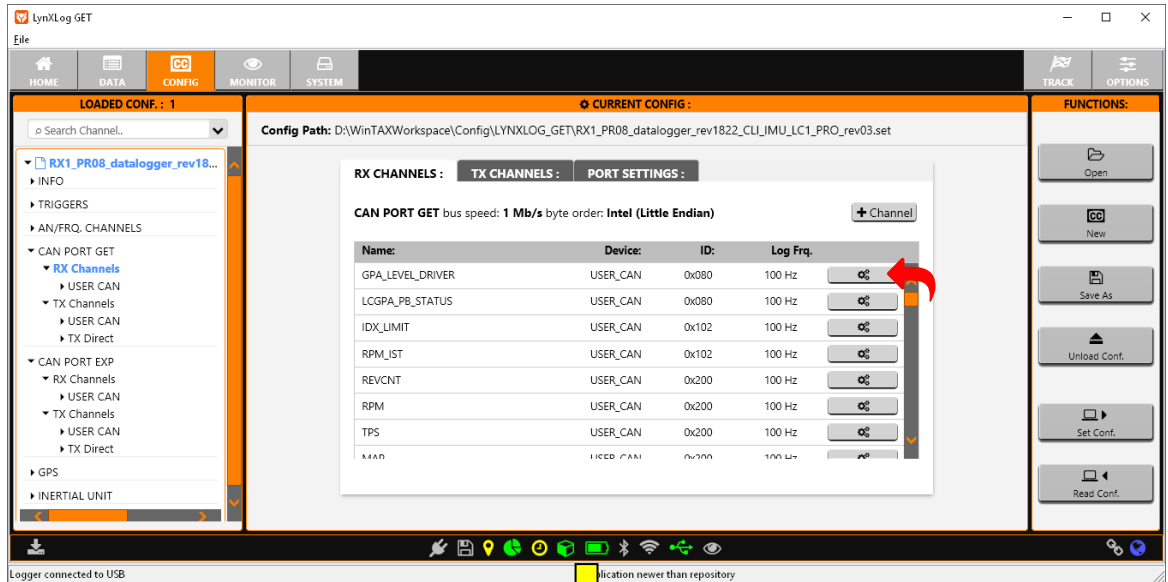 LynXLog GET
File
HOME DATA CONFIG MONITOR SYSTEM TRACK OPTIONS
LOADED CONF. : 1
CURRENT CONFIG :
FUNCTIONS:
Search Channel..
Config Path: D:\WinTAXWorkspace\Config\LYNXLOG_GET\RX1_PR08_datalogger_rev1822_CLI_IMU_LC1_PRO_rev03.set
RX1_PR08_datalogger_rev18...
INFO
TRIGGERS
AN/FRQ. CHANNELS
CAN PORT GET
RX Channels
USER CAN
TX Channels
USER CAN
TX Direct
CAN PORT EXP
RX Channels
USER CAN
TX Channels
USER CAN
TX Direct
GPS
INERTIAL UNIT
RX CHANNELS : TX CHANNELS : PORT SETTINGS :
CAN PORT GET bus speed: 1 Mb/s byte order: Intel (Little Endian)
+ Channel
Name: Device: ID: Log Frq.
GPA_LEVEL_DRIVER USER_CAN 0x080 100 Hz
LCGPA_PB_STATUS USER_CAN 0x080 100 Hz
IDX_LIMIT USER_CAN 0x102 100 Hz
RPM_IST USER_CAN 0x102 100 Hz
REVCNT USER_CAN 0x200 100 Hz
RPM USER_CAN 0x200 100 Hz
TPS USER_CAN 0x200 100 Hz
MAP USER_CAN 0x200 100 Hz
Open
CC
New
Save As
Unload Conf.
Set Conf.
Read Conf.
Logger connected to USB
plication newer than repository